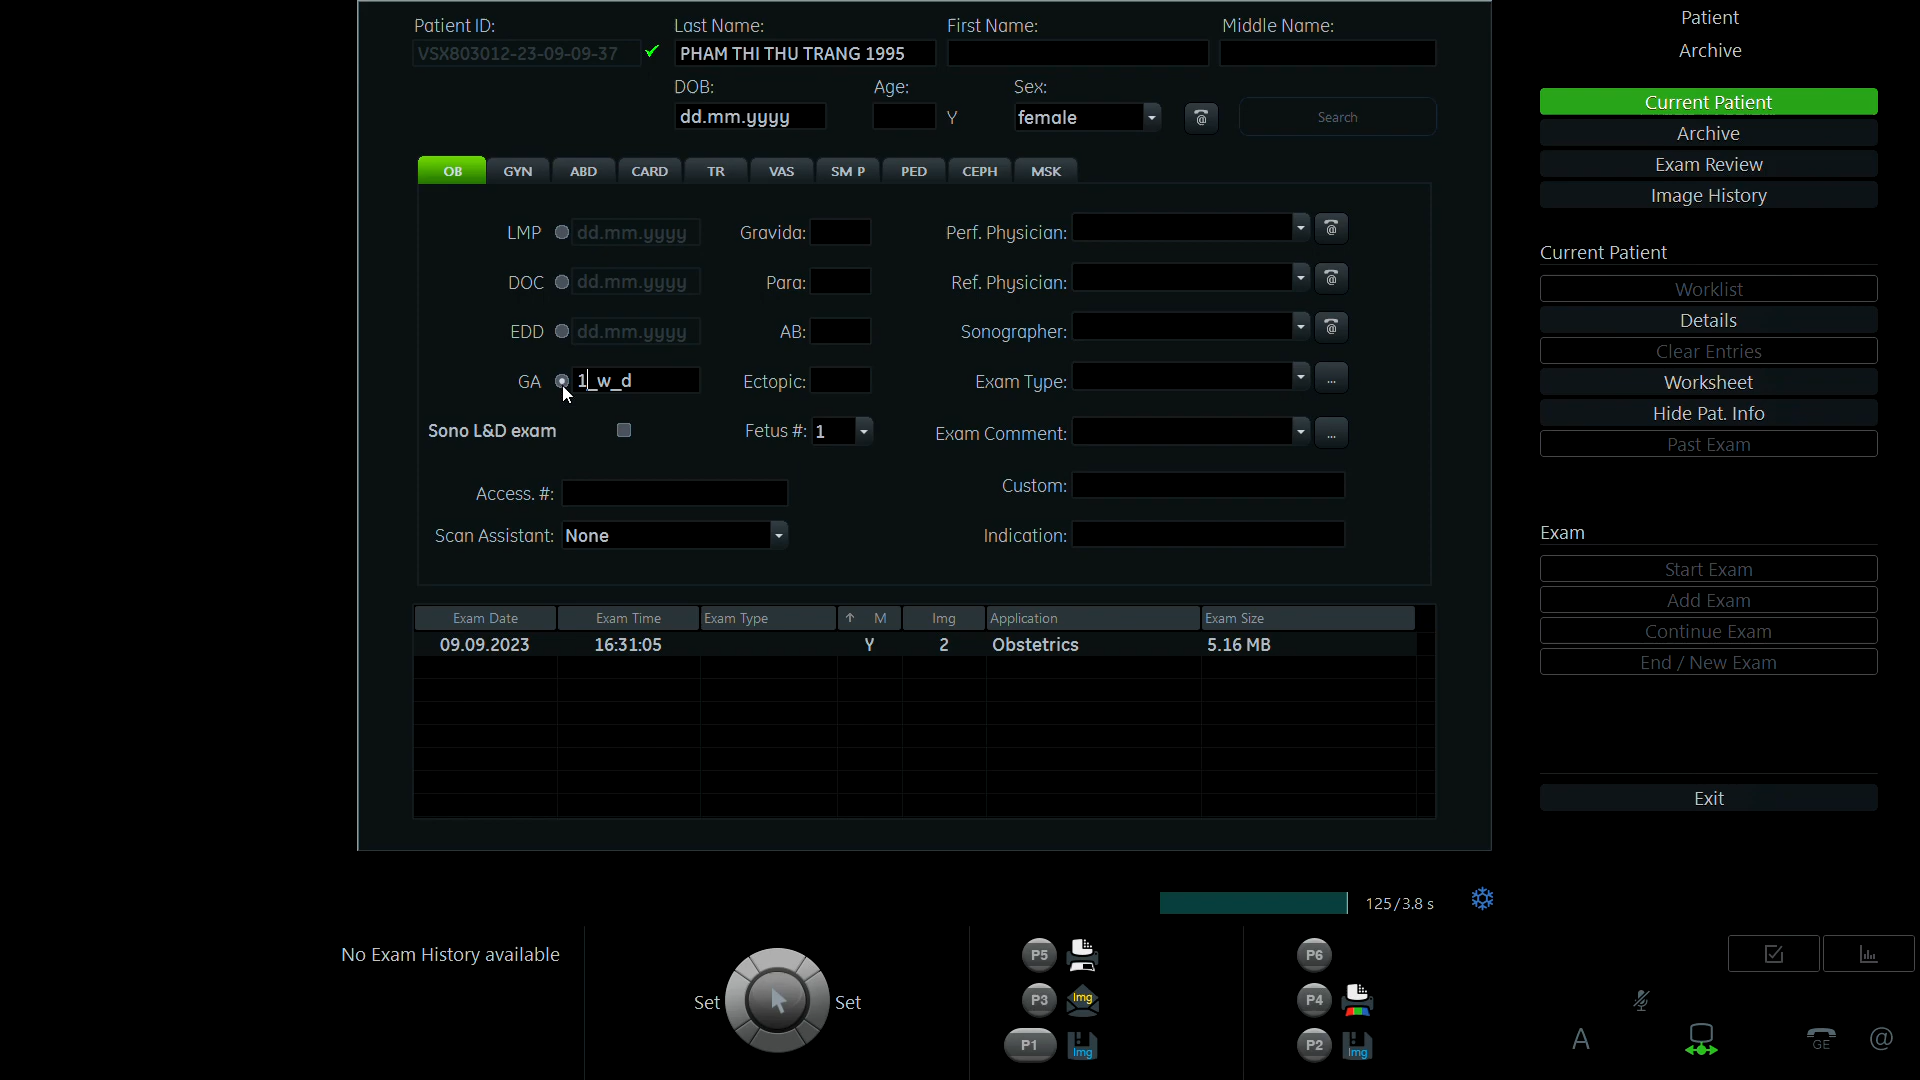 Patient ID:
Last Name:
First Name:
Middle Name:
VSX803012-23-09-09-37
PHAM THI THU TRANG 1995
DOB:
Age:
Sex:
dd.mm.yyyy
Y
female
@
Search
OB
GYN
ABD
CARD
TR
VAS
SM P
PED
CEPH
MSK
LMP
dd.mm.yyyy
Gravida:
Perf. Physician:
@
DOC
dd.mm.yyyy
Para:
Ref. Physician:
@
EDD
dd.mm.yyyy
AB:
Sonographer:
@
GA
1_w_d
Ectopic:
Exam Type:
...
Sono L&D exam
Fetus #:
1
Exam Comment:
...
Access. #:
Custom:
Scan Assistant:
None
Indication:
Exam Date
Exam Time
Exam Type
↑
M
Img
Application
Exam Size
09.09.2023
16:31:05
Y
2
Obstetrics
5.16 MB
Patient
Archive
Current Patient
Archive
Exam Review
Image History
Current Patient
Worklist
Details
Clear Entries
Worksheet
Hide Pat. Info
Past Exam
Exam
Start Exam
Add Exam
Continue Exam
End / New Exam
Exit
125/3.8 s
No Exam History available
Set
Set
P5
P3
Img
P1
Img
P6
P4
P2
Img
A
GE
@